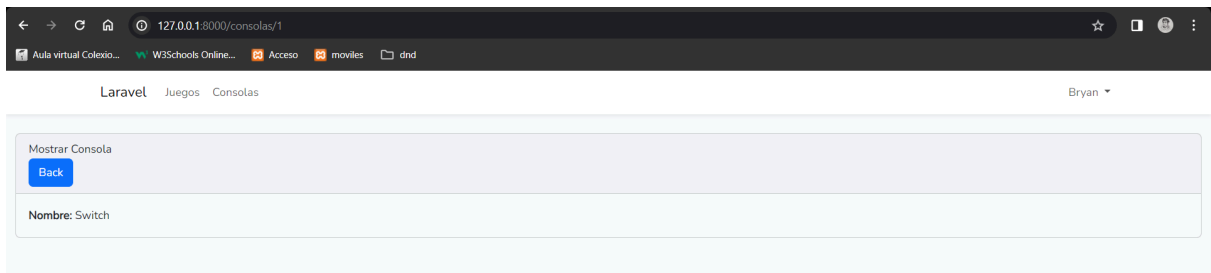 127.0.0.1:8000/consolas/1
Aula virtual Colexio... W3Schools Online... Acceso moviles dnd
Laravel Juegos Consolas Bryan
Mostrar Consola
Back
Nombre: Switch